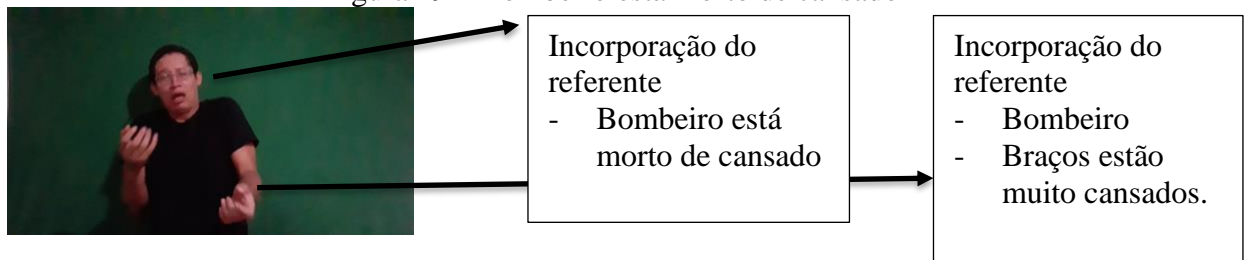 Incorporação do
referente
- Bombeiro está
morto de cansado
Incorporação do
referente
- Bombeiro
- Braços estão
muito cansados.